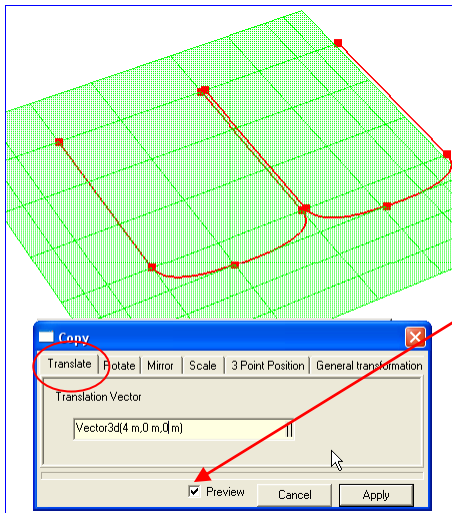 Copy
Translate Rotate Mirror Scale 3 Point Position General transformation
Translation Vector
Vector3d(4 m,0 m,0 m)
Preview Cancel Apply